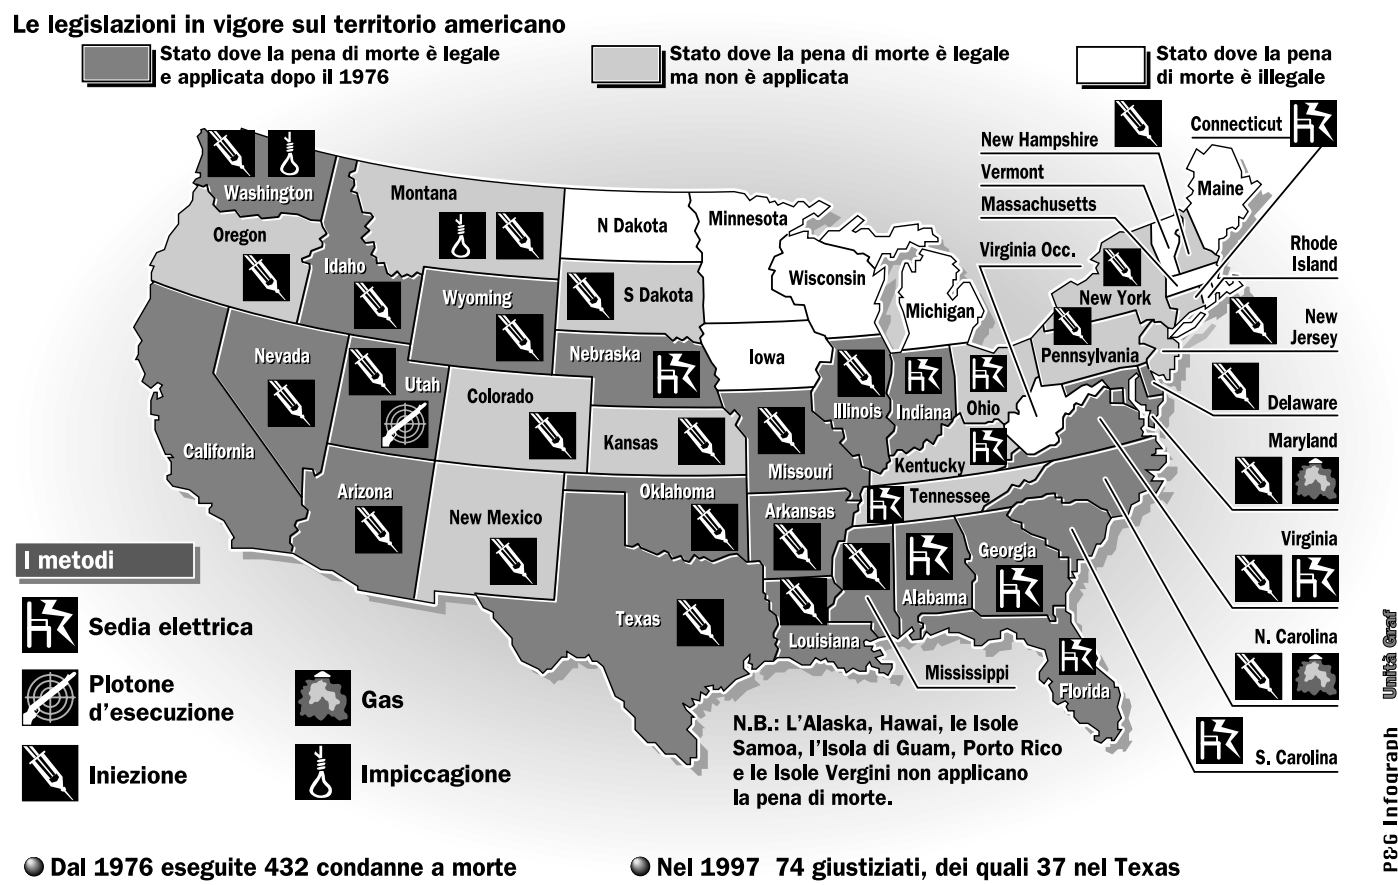 Le legislazioni in vigore sul territorio americano
Stato dove la pena di morte è legale
e applicata dopo il 1976
Stato dove la pena di morte è legale
ma non è applicata
Stato dove la pena
di morte è illegale
Washington
Montana
Oregon
Idaho
Wyoming
N Dakota
S Dakota
Minnesota
Wisconsin
Michigan
Nebraska
Iowa
Nevada
Utah
Colorado
California
Kansas
Illinois
Indiana
Ohio
Missouri
Kentucky
Arizona
New Mexico
Oklahoma
Arkansas
Tennessee
Texas
Louisiana
Alabama
Georgia
Mississippi
Florida
New York
Pennsylvania
New Hampshire
Vermont
Massachusetts
Virginia Occ.
Connecticut
Maine
Rhode
Island
New
Jersey
Delaware
Maryland
Virginia
N. Carolina
S. Carolina
I metodi
Sedia elettrica
Plotone
d'esecuzione
Gas
Iniezione
Impiccagione
N.B.: L'Alaska, Hawai, le Isole
Samoa, l'Isola di Guam, Porto Rico
e le Isole Vergini non applicano
la pena di morte.
Dal 1976 eseguite 432 condanne a morte
Nel 1997 74 giustiziati, dei quali 37 nel Texas
P&G Infograph Unità Graf